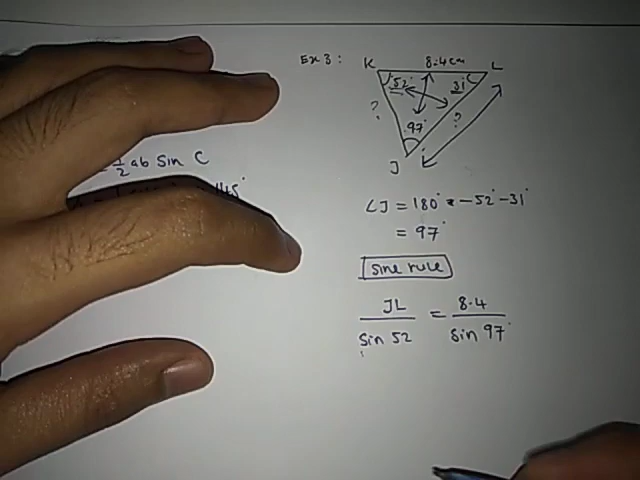 Ex 3:
K 8.4cm L
52° 31°
? ?
97°
J
½ ab Sin C
45°
∠J = 180° - 52° - 31°
= 97°
Sine rule
JL / Sin 52 = 8.4 / Sin 97°